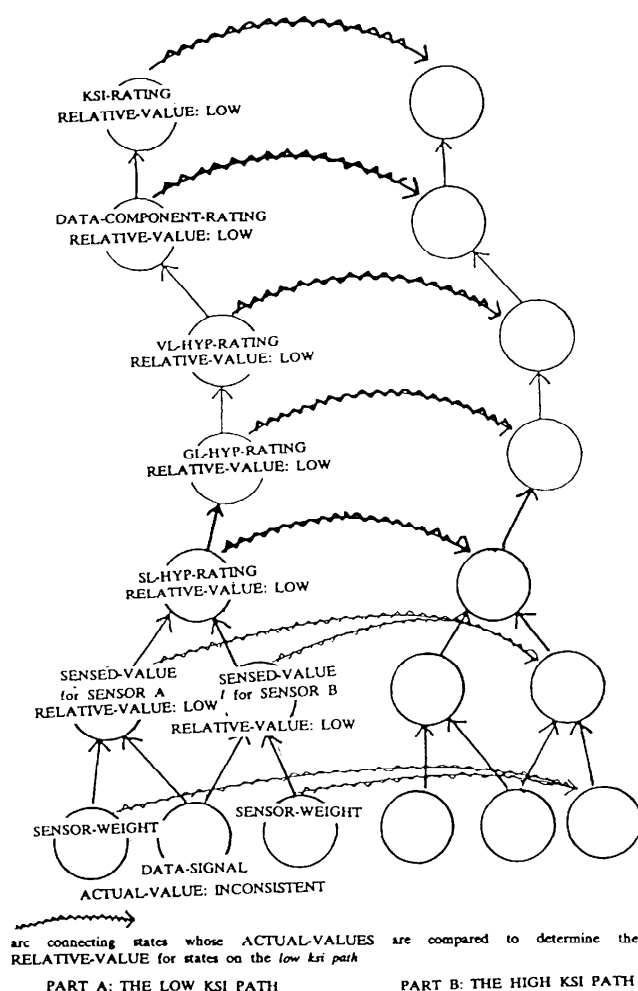 KSI-RATING
RELATIVE-VALUE: LOW
DATA-COMPONENT-RATING
RELATIVE-VALUE: LOW
VL-HYP-RATING
RELATIVE-VALUE: LOW
GL-HYP-RATING
RELATIVE-VALUE: LOW
SL-HYP-RATING
RELATIVE-VALUE: LOW
SENSED-VALUE
for SENSOR A
RELATIVE-VALUE: LOW
SENSED-VALUE
for SENSOR B
RELATIVE-VALUE: LOW
SENSOR-WEIGHT
SENSOR-WEIGHT
DATA-SIGNAL
ACTUAL-VALUE: INCONSISTENT
arc connecting states whose ACTUAL-VALUES are compared to determine the
RELATIVE-VALUE for states on the low ksi path
PART A: THE LOW KSI PATH
PART B: THE HIGH KSI PATH